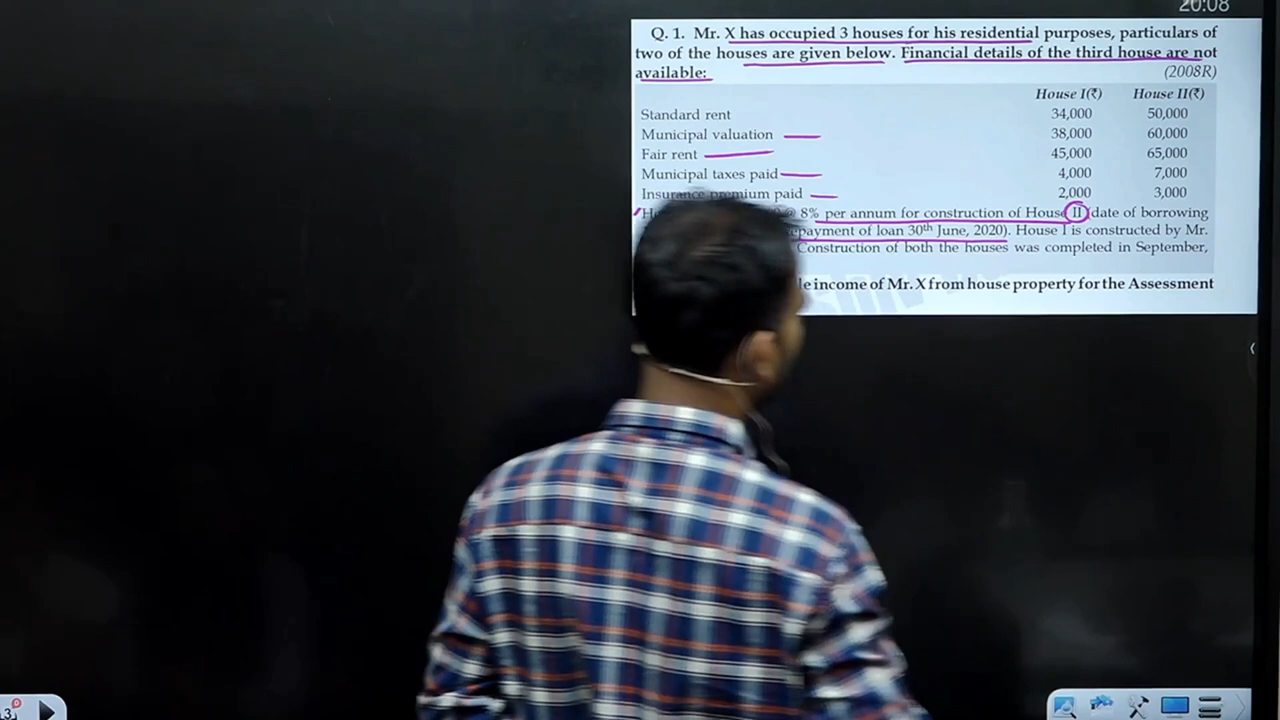 20:08
Q. 1. Mr. X has occupied 3 houses for his residential purposes, particulars of
two of the houses are given below. Financial details of the third house are not
available: (2008R)
House I(₹) House II(₹)
Standard rent 34,000 50,000
Municipal valuation 38,000 60,000
Fair rent 45,000 65,000
Municipal taxes paid 4,000 7,000
Insurance premium paid 2,000 3,000
8% per annum for construction of House II date of borrowing
payment of loan 30th June, 2020). House I is constructed by Mr.
Construction of both the houses was completed in September,
income of Mr. X from house property for the Assessment